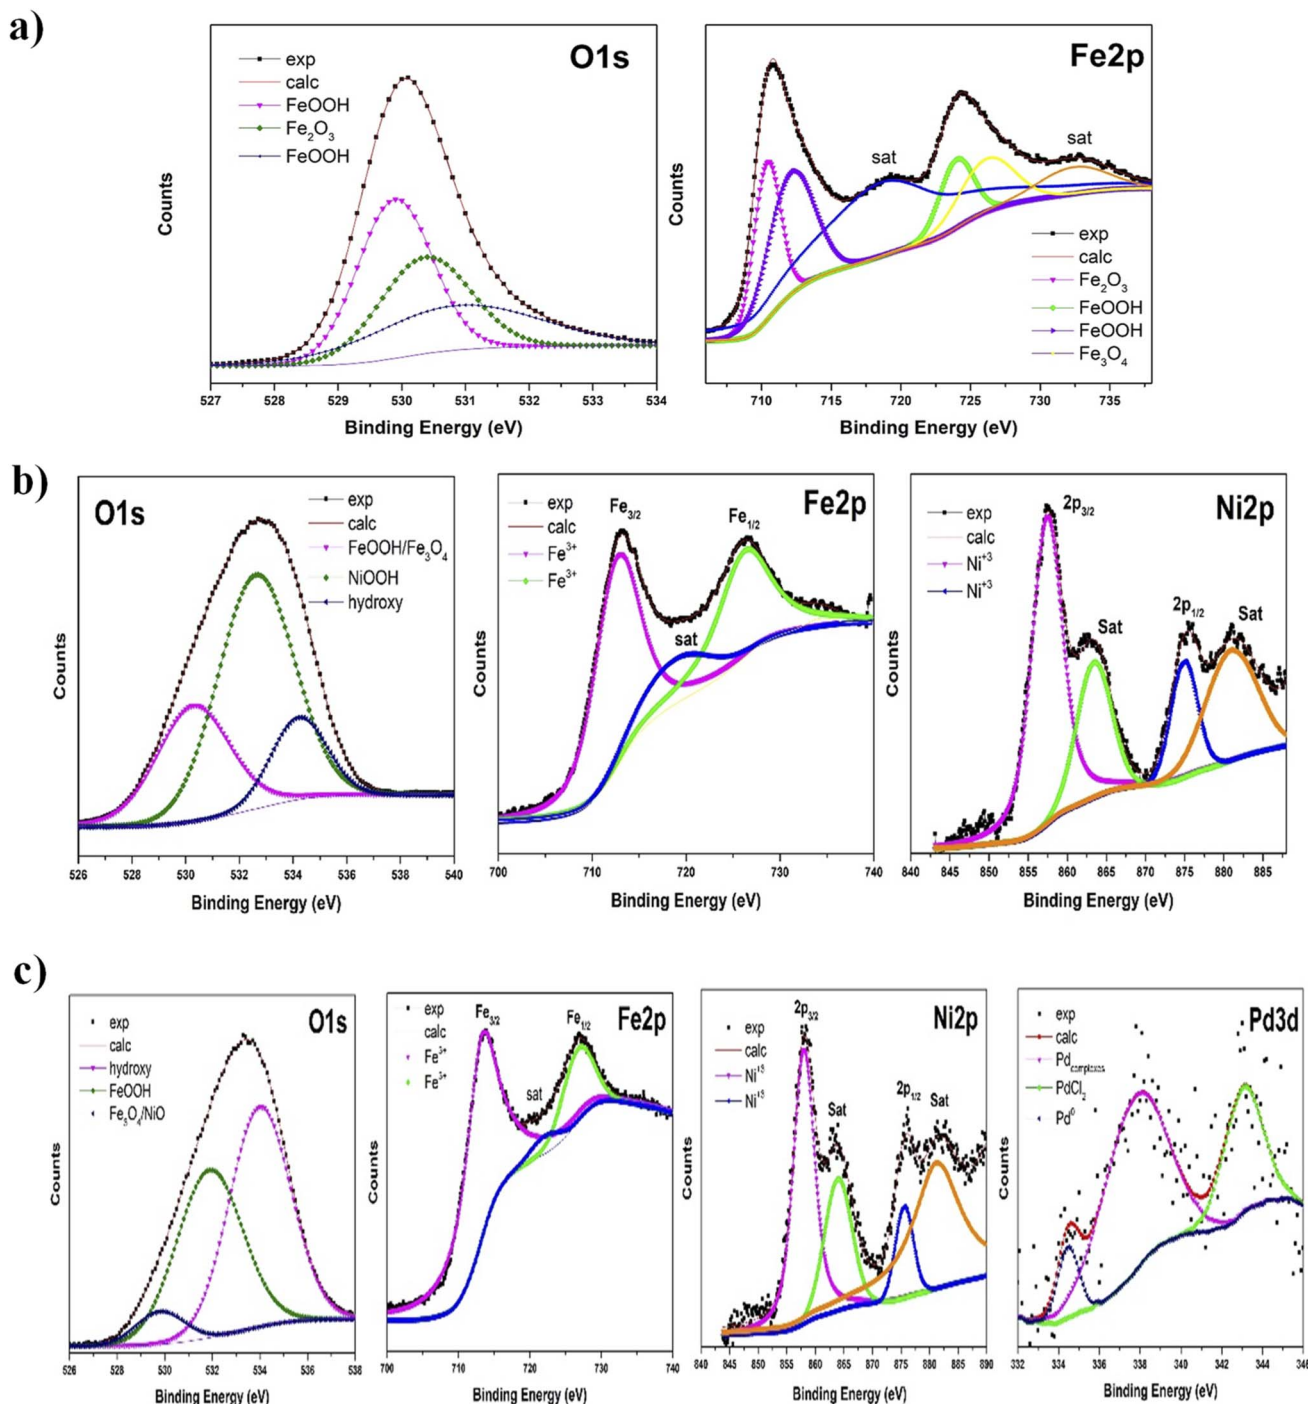 a)
O1s
exp
calc
FeOOH
Fe₂O₃
FeOOH
Counts
527 528 529 530 531 532 533 534
Binding Energy (eV)
Fe2p
sat
sat
exp
calc
Fe₂O₃
FeOOH
FeOOH
Fe₃O₄
Counts
710 715 720 725 730 735
Binding Energy (eV)
b)
O1s
exp
calc
FeOOH/Fe₃O₄
NiOOH
hydroxy
Counts
526 528 530 532 534 536 538 540
Binding Energy (eV)
Fe2p
exp
calc
Fe³⁺
Fe³⁺
Fe₃/₂
Fe₁/₂
sat
Counts
700 710 720 730 740
Binding Energy (eV)
Ni2p
2p₃/₂
exp
calc
Ni⁺³
Ni⁺³
Sat
2p₁/₂
Sat
Counts
840 845 850 855 860 865 870 875 880 885
Binding Energy (eV)
c)
O1s
exp
calc
hydroxy
FeOOH
Fe₃O₄/NiO
Counts
526 528 530 532 534 536 538
Binding Energy (eV)
Fe2p
exp
calc
Fe³⁺
Fe³⁺
Fe₃/₂
Fe₁/₂
sat
Counts
700 710 720 730 740
Binding Energy (eV)
Ni2p
2p₃/₂
exp
calc
Ni⁺³
Ni⁺³
Sat
2p₁/₂
Sat
Counts
840 845 850 855 860 865 870 875 880 885 890
Binding Energy (eV)
Pd3d
exp
calc
Pd complexes
PdCl₂
Pd⁰
Counts
332 334 336 338 340 342 344 346
Binding Energy (eV)